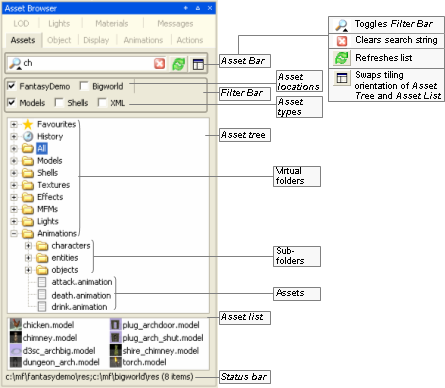 Asset Browser
LOD Lights Materials Messages
Assets Object Display Animations Actions
ch
FantasyDemo Bigworld
Models Shells XML
Favourites
History
All
Models
Shells
Textures
Effects
MFMs
Lights
Animations
characters
entities
objects
attack.animation
death.animation
drink.animation
chicken.model plug_archdoor.model
chimney.model plug_arch_shut.model
d3sc_archbig.model shire_chimney.model
dungeon_arch.model torch.model
c:\mf\fantasydemo\res;c:\mf\bigworld\res (8 items)
Asset Bar
Asset
locations
Filter Bar
Asset
types
Asset tree
Virtual
folders
Sub-
folders
Assets
Asset list
Status bar
Toggles Filter Bar
Clears search string
Refreshes list
Swaps tiling
orientation of Asset
Tree and Asset List